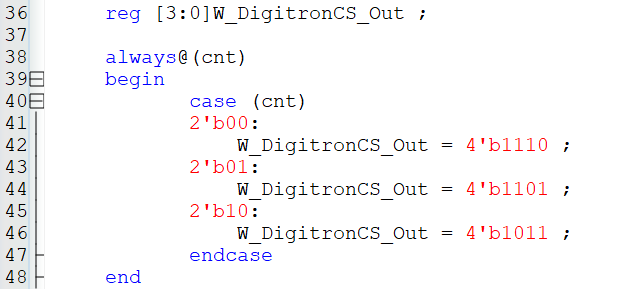 36 reg [3:0]W_DigitronCS_Out ;
37
38 always@(cnt)
39 begin
40 case (cnt)
41 2'b00:
42 W_DigitronCS_Out = 4'b1110 ;
43 2'b01:
44 W_DigitronCS_Out = 4'b1101 ;
45 2'b10:
46 W_DigitronCS_Out = 4'b1011 ;
47 endcase
48 end